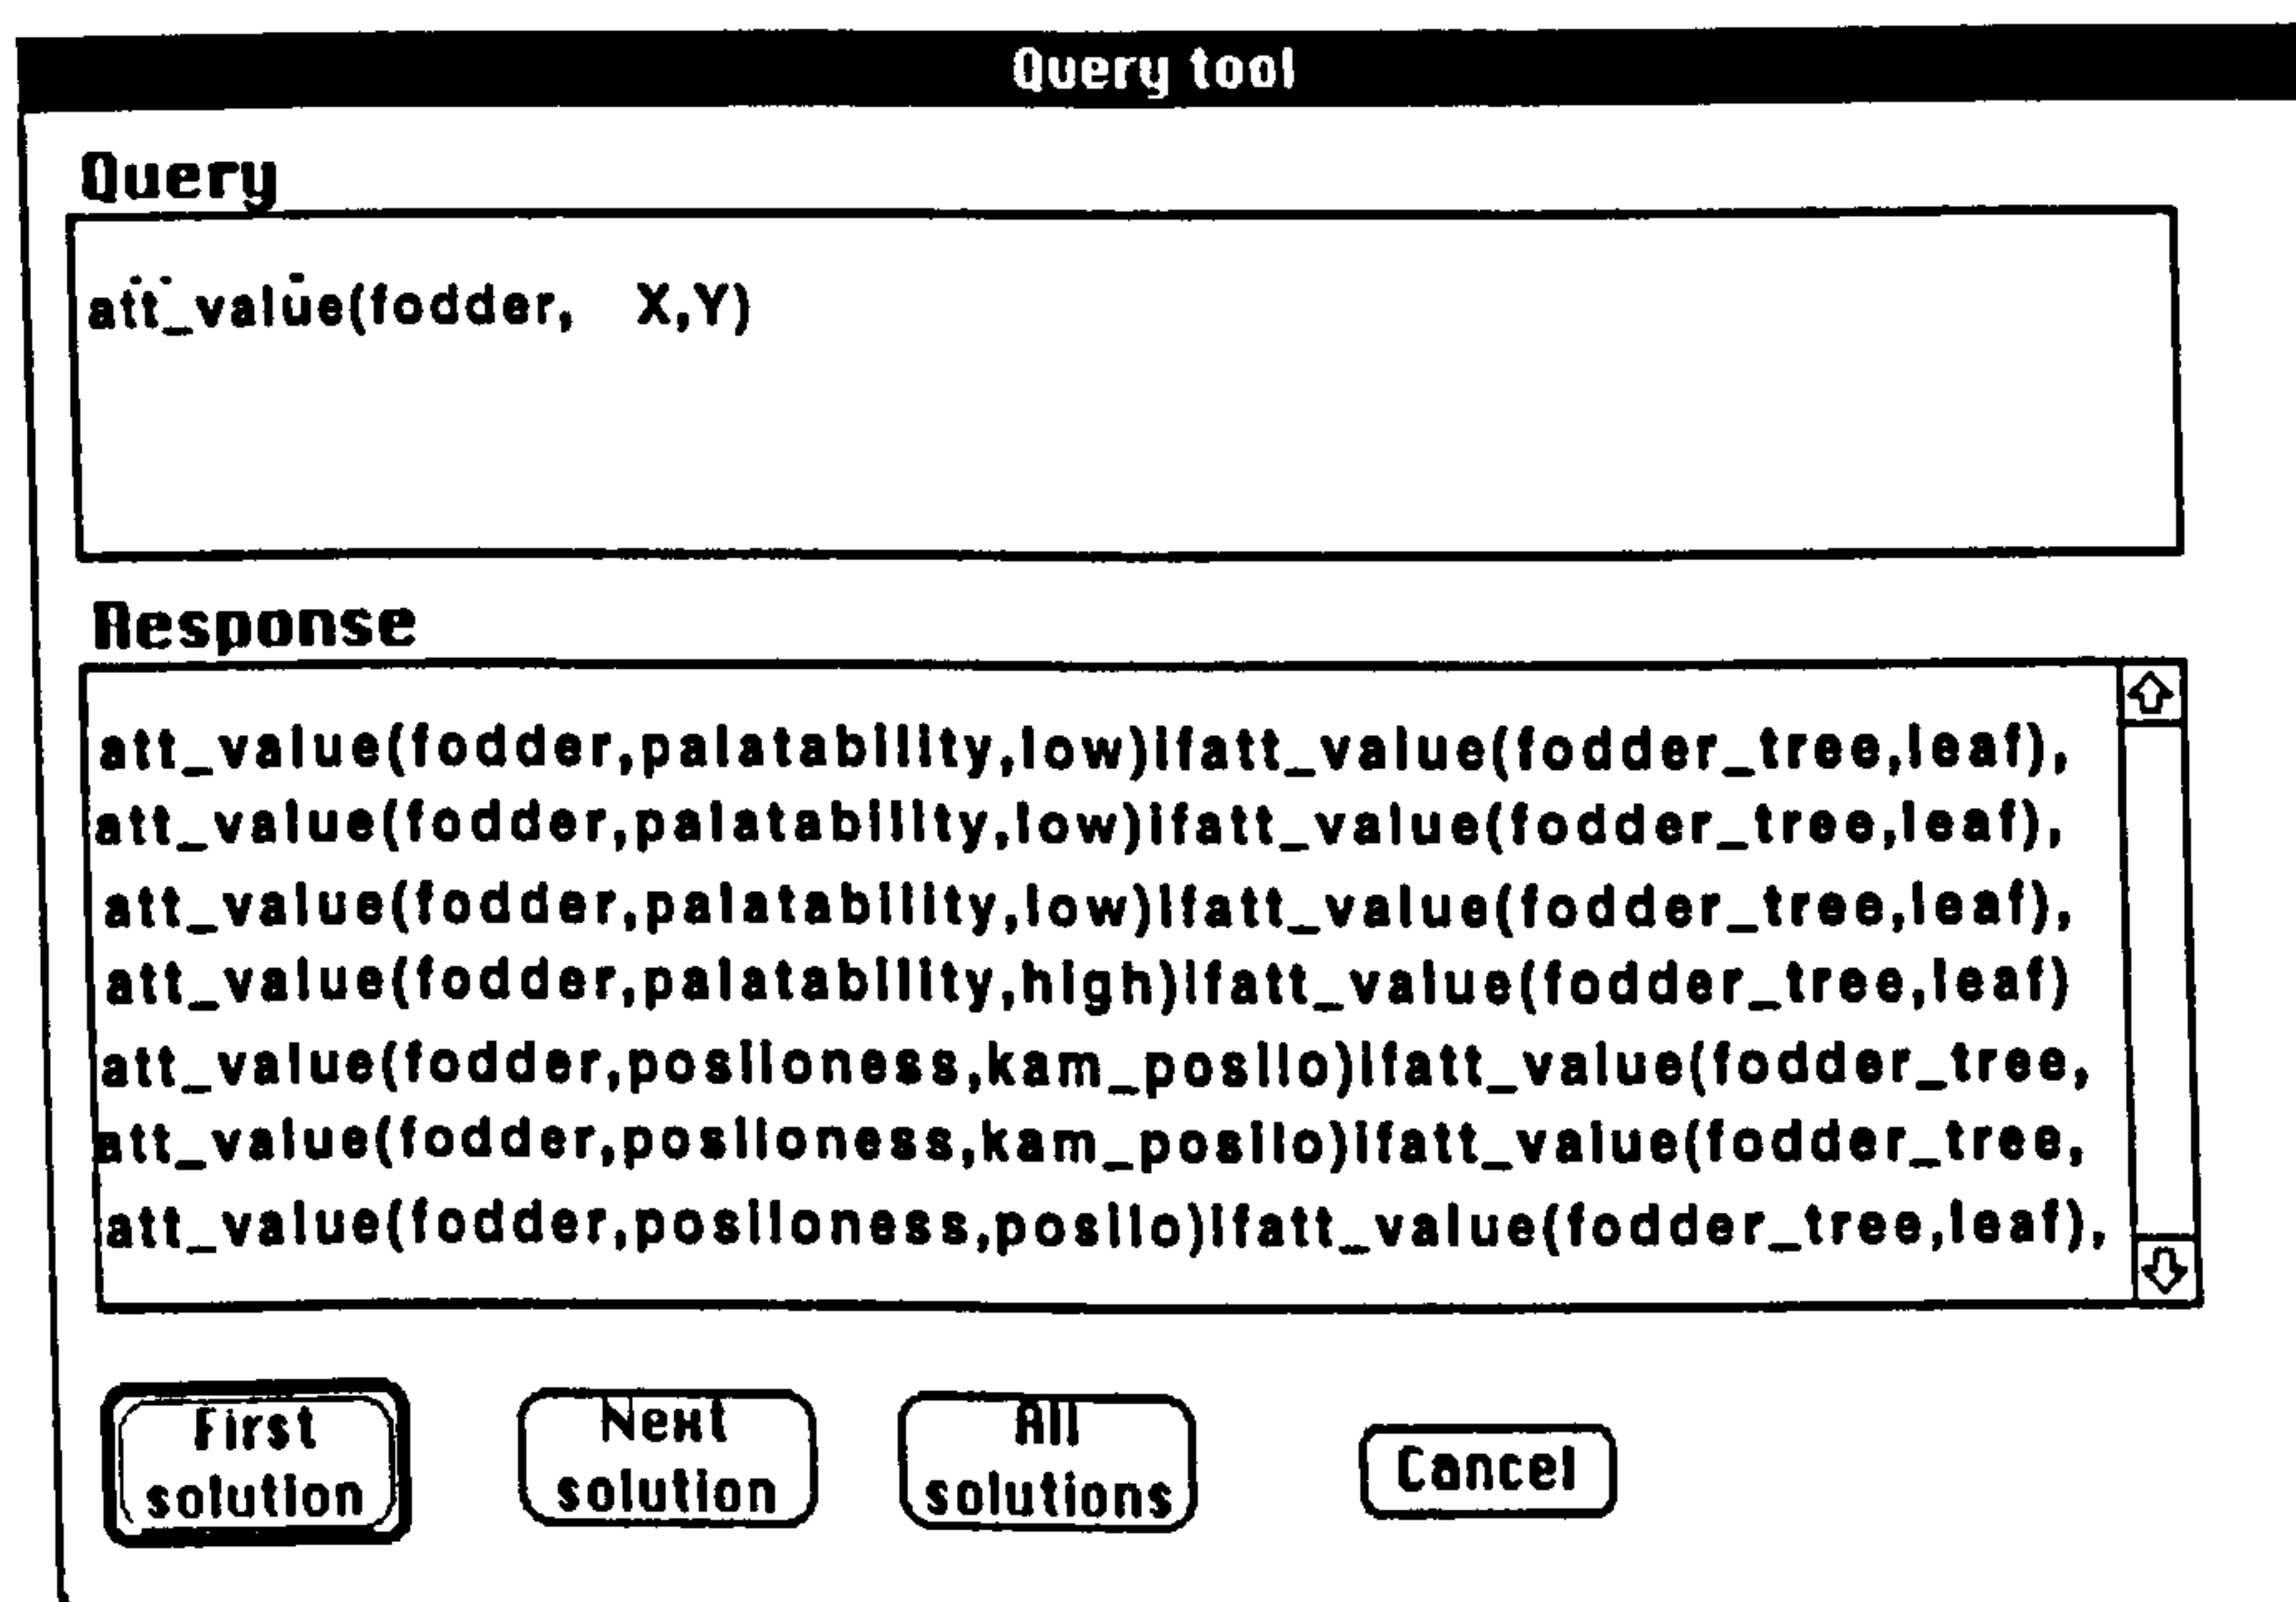 Query tool
Query
att_value(fodder, X,Y)
Response
att_value(fodder,palatability,low)ifatt_value(fodder_tree,leaf),
att_value(fodder,palatability,low)ifatt_value(fodder_tree,leaf),
att_value(fodder,palatability,low)ifatt_value(fodder_tree,leaf),
att_value(fodder,palatability,high)ifatt_value(fodder_tree,leaf)
att_value(fodder,posiloness,kam_posilo)ifatt_value(fodder_tree,
att_value(fodder,posiloness,kam_posilo)ifatt_value(fodder_tree,
att_value(fodder,posiloness,posilo)ifatt_value(fodder_tree,leaf),
First solution
Next solution
All solutions
Cancel